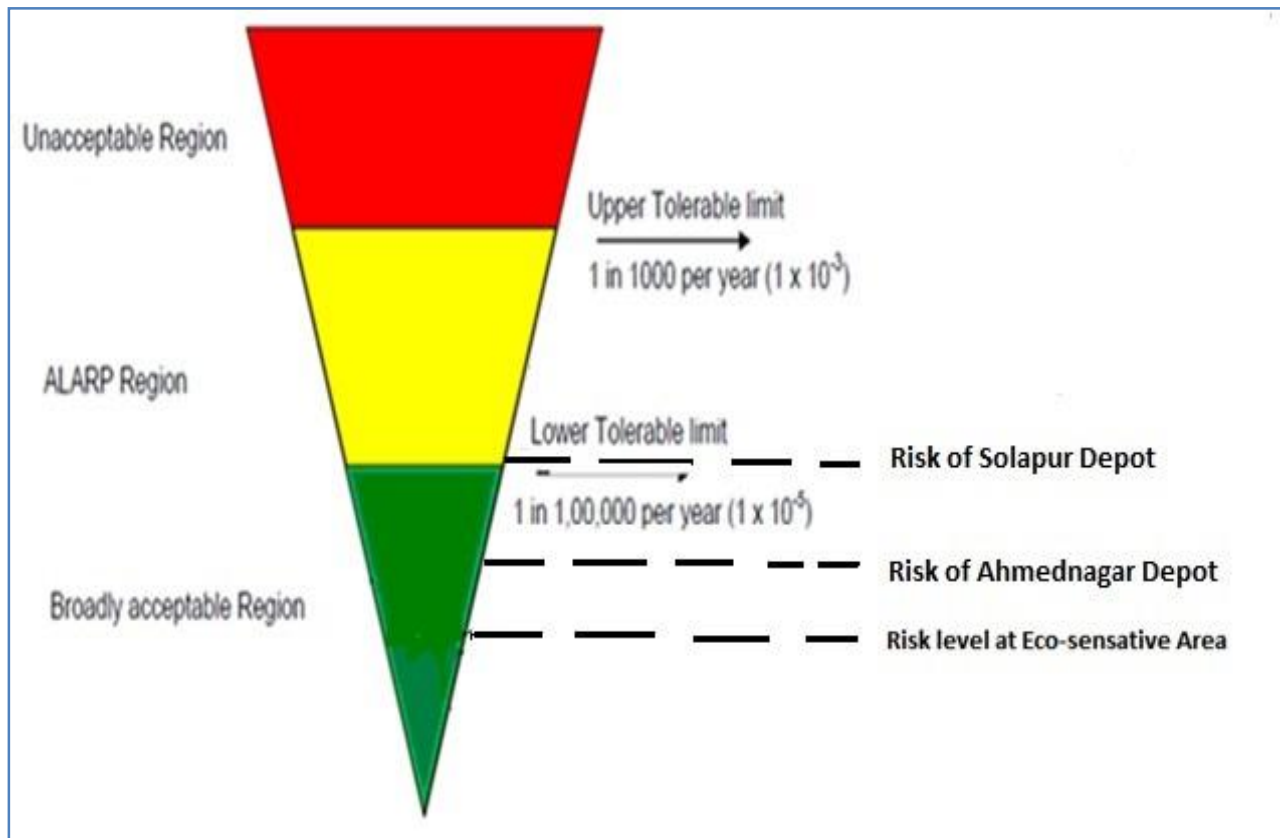 Unacceptable Region
Upper Tolerable limit
1 in 1000 per year (1 x 10⁻³)
ALARP Region
Lower Tolerable limit
Risk of Solapur Depot
1 in 1,00,000 per year (1 x 10⁻⁵)
Risk of Ahmednagar Depot
Broadly acceptable Region
Risk level at Eco-sensative Area